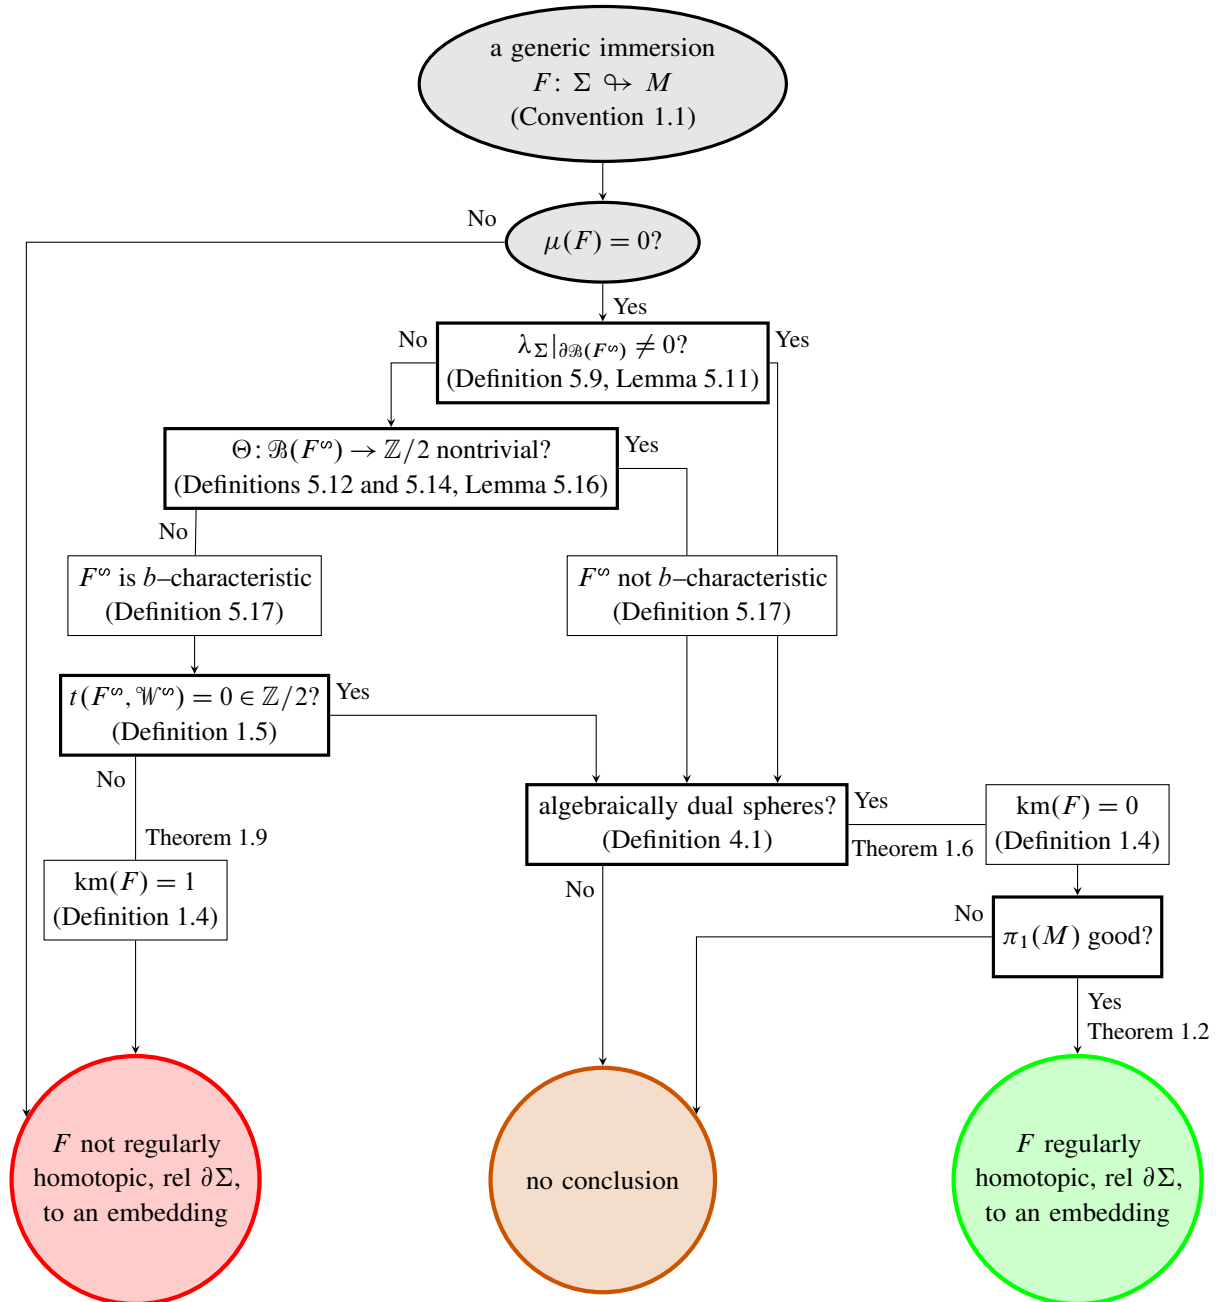 a generic immersion
F: Σ ↬ M
(Convention 1.1)
No
μ(F) = 0?
Yes
No
λ_Σ|_{∂ℬ(F^∽)} ≠ 0?
(Definition 5.9, Lemma 5.11)
Yes
Θ: ℬ(F^∽) → ℤ/2 nontrivial?
(Definitions 5.12 and 5.14, Lemma 5.16)
Yes
No
F^∽ is b–characteristic
(Definition 5.17)
F^∽ not b–characteristic
(Definition 5.17)
t(F^∽, 𝒲^∽) = 0 ∈ ℤ/2?
(Definition 1.5)
Yes
No
Theorem 1.9
algebraically dual spheres?
(Definition 4.1)
Yes
Theorem 1.6
km(F) = 0
(Definition 1.4)
No
km(F) = 1
(Definition 1.4)
No
π₁(M) good?
Yes
Theorem 1.2
F not regularly
homotopic, rel ∂Σ,
to an embedding
no conclusion
F regularly
homotopic, rel ∂Σ,
to an embedding